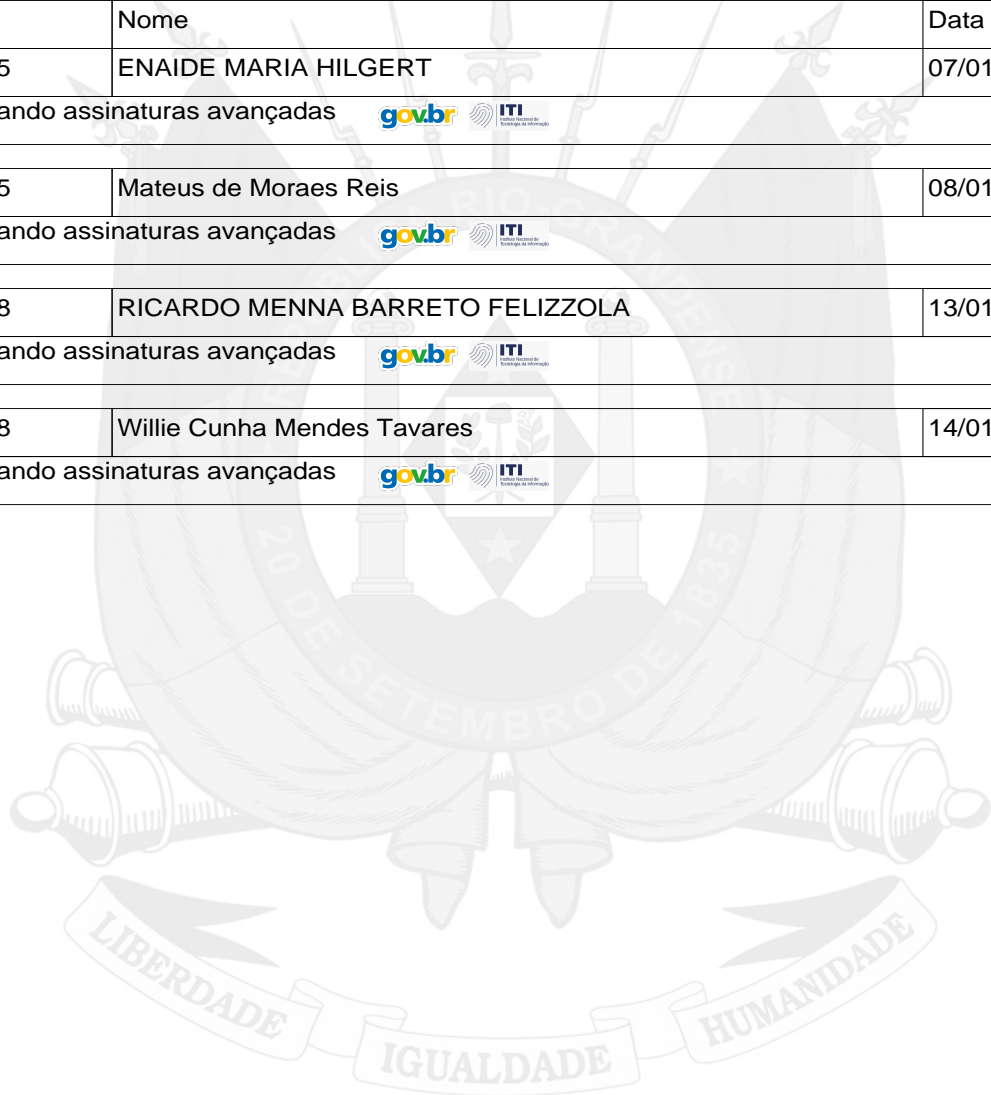 Nome Data
5 ENAIDE MARIA HILGERT 07/01
ando assinaturas avançadas gov.br ITI
5 Mateus de Moraes Reis 08/01
ando assinaturas avançadas gov.br ITI
8 RICARDO MENNA BARRETO FELIZZOLA 13/01
ando assinaturas avançadas gov.br ITI
8 Willie Cunha Mendes Tavares 14/01
ando assinaturas avançadas gov.br ITI
REPÚBLICA RIO-GRANDENSE
20 DE SETEMBRO DE 1835
LIBERDADE
IGUALDADE
HUMANIDADE